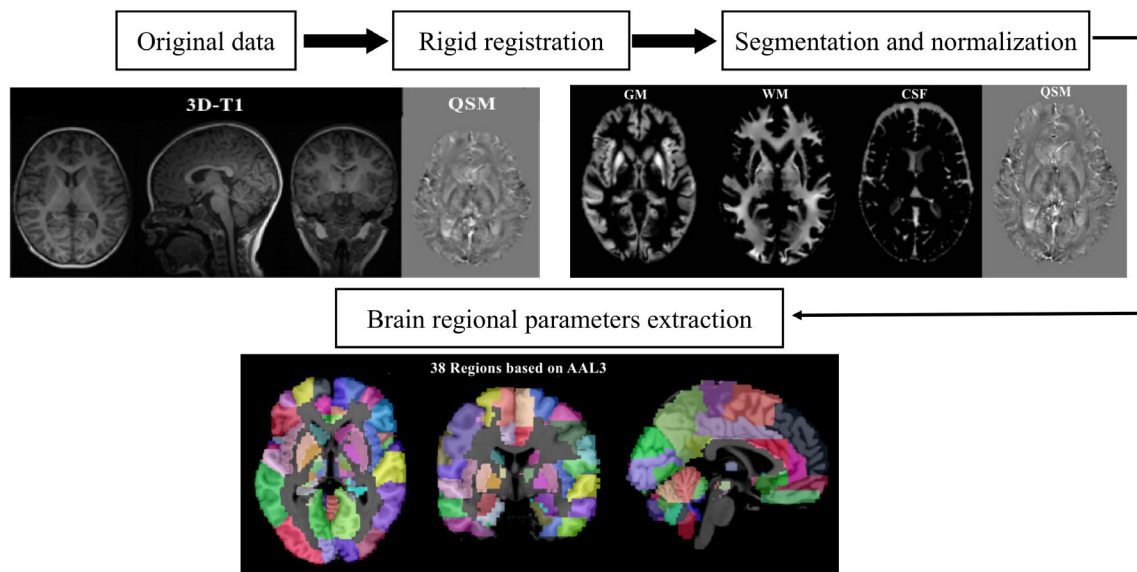 Original data
Rigid registration
Segmentation and normalization
3D-T1
QSM
GM
WM
CSF
QSM
Brain regional parameters extraction
38 Regions based on AAL3